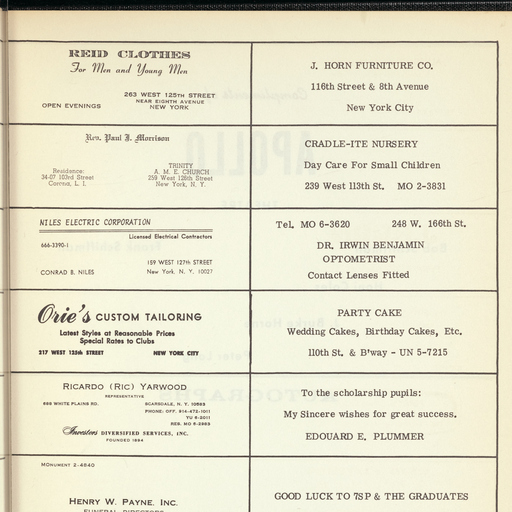 REID CLOTHES
For Men and Young Men
263 WEST 125TH STREET
NEAR EIGHTH AVENUE
OPEN EVENINGS
NEW YORK
J. HORN FURNITURE CO.
116th Street & 8th Avenue
New York City
Rev. Paul J. Morrison
Residence:
34-07 103rd Street
Corona, L. I.
TRINITY
A. M. E. CHURCH
259 West 126th Street
New York, N. Y.
CRADLE-ITE NURSERY
Day Care For Small Children
239 West 113th St. MO 2-3831
NILES ELECTRIC CORPORATION
Licensed Electrical Contractors
666-3390-1
159 WEST 127th STREET
CONRAD B. NILES
New York, N. Y. 10027
Tel. MO 6-3620 248 W. 166th St.
DR. IRWIN BENJAMIN
OPTOMETRIST
Contact Lenses Fitted
Orie's CUSTOM TAILORING
Latest Styles at Reasonable Prices
Special Rates to Clubs
217 WEST 125th STREET NEW YORK CITY
PARTY CAKE
Wedding Cakes, Birthday Cakes, Etc.
110th St. & B'way - UN 5-7215
RICARDO (RIC) YARWOOD
REPRESENTATIVE
WHITE PLAINS RD.
SCARSDALE, N. Y. 10583
PHONE: OFF. 914-472-1011
YU 6-2011
RES. MO 6-2968
Investors DIVERSIFIED SERVICES, INC.
FOUNDED 1894
To the scholarship pupils:
My Sincere wishes for great success.
EDOUARD E. PLUMMER
MONUMENT 2-4840
HENRY W. PAYNE, INC.
FUNERAL DIRECTORS
GOOD LUCK TO 7SP & THE GRADUATES